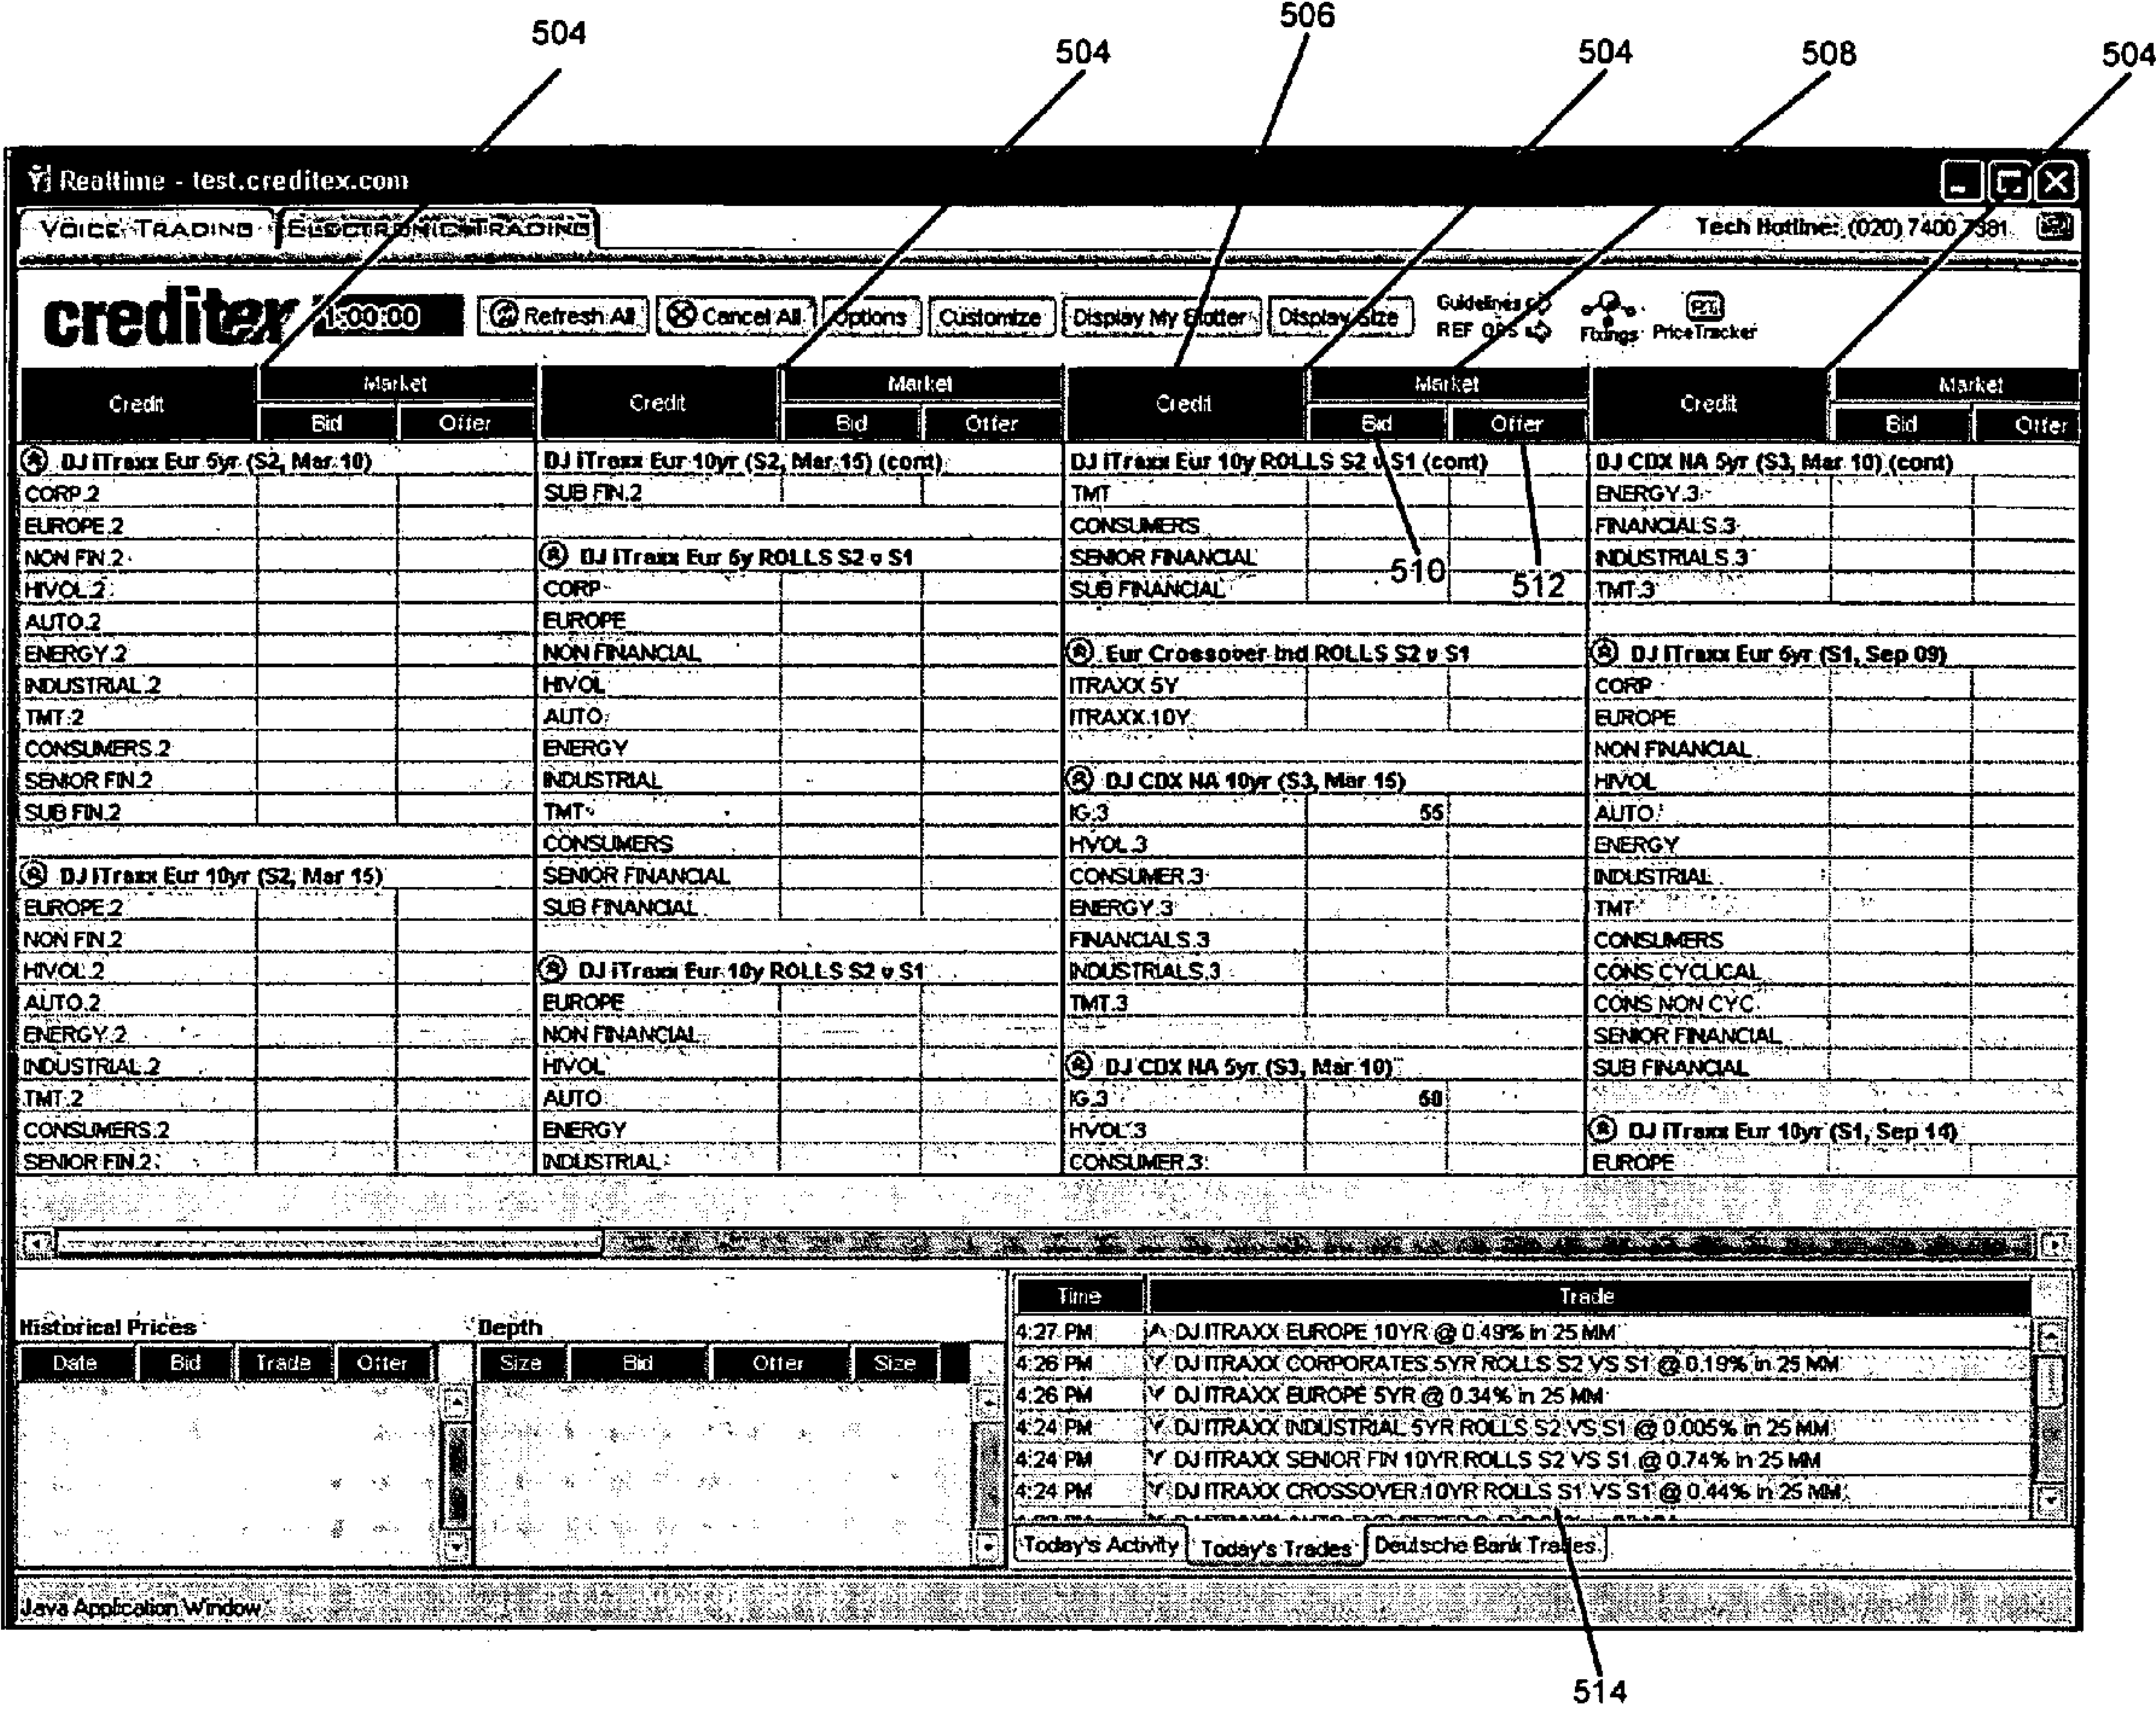 504 504 506 504 508 504
Realtime - test.creditex.com
VOICE TRADING ELECTRONIC TRADING Tech Hotline: (020) 7400 7381
creditex 1:00:00 Refresh All Cancel All Options Customize Display My Blotter Display Size Guidelines Fixings PriceTracker
REF OBS
Credit Market Credit Market Credit Market Credit Market
Bid Offer Bid Offer Bid Offer Bid Offer
DJ iTraxx Eur 5yr (S2, Mar 10)
CORP.2
EUROPE.2
NON FIN.2
HIVOL.2
AUTO.2
ENERGY.2
INDUSTRIAL.2
TMT.2
CONSUMERS.2
SENIOR FIN.2
SUB FIN.2
DJ iTraxx Eur 10yr (S2, Mar 15)
EUROPE.2
NON FIN.2
HIVOL.2
AUTO.2
ENERGY.2
INDUSTRIAL.2
TMT.2
CONSUMERS.2
SENIOR FIN.2
DJ iTraxx Eur 10yr (S2, Mar 15) (cont)
SUB FIN.2
DJ iTraxx Eur 5y ROLLS S2 v S1
CORP
EUROPE
NON FINANCIAL
HIVOL
AUTO
ENERGY
INDUSTRIAL
TMT
CONSUMERS
SENIOR FINANCIAL
SUB FINANCIAL
DJ iTraxx Eur 10y ROLLS S2 v S1
EUROPE
NON FINANCIAL
HIVOL
AUTO
ENERGY
INDUSTRIAL
DJ iTraxx Eur 10y ROLLS S2 v S1 (cont)
TMT
CONSUMERS
SENIOR FINANCIAL
SUB FINANCIAL
510 512
Eur Crossover Ind ROLLS S2 v S1
ITRAXX 5Y
ITRAXX 10Y
DJ CDX NA 10yr (S3, Mar 15)
IG.3 55
HVOL.3
CONSUMER.3
ENERGY.3
FINANCIALS.3
INDUSTRIALS.3
TMT.3
DJ CDX NA 5yr (S3, Mar 10)
IG.3 50
HVOL.3
CONSUMER.3
DJ CDX NA 5yr (S3, Mar 10) (cont)
ENERGY.3
FINANCIALS.3
INDUSTRIALS.3
TMT.3
DJ iTraxx Eur 5yr (S1, Sep 09)
CORP
EUROPE
NON FINANCIAL
HIVOL
AUTO
ENERGY
INDUSTRIAL
TMT
CONSUMERS
CONS CYCLICAL
CONS NON CYC
SENIOR FINANCIAL
SUB FINANCIAL
DJ iTraxx Eur 10yr (S1, Sep 14)
EUROPE
Historical Prices
Date Bid Trade Offer
Depth
Size Bid Offer Size
Time Trade
4:27 PM DJ ITRAXX EUROPE 10YR @ 0.49% in 25 MM
4:26 PM DJ ITRAXX CORPORATES 5YR ROLLS S2 VS S1 @ 0.19% in 25 MM
4:26 PM DJ ITRAXX EUROPE 5YR @ 0.34% in 25 MM
4:24 PM DJ ITRAXX INDUSTRIAL 5YR ROLLS S2 VS S1 @ 0.005% in 25 MM
4:24 PM DJ ITRAXX SENIOR FIN 10YR ROLLS S2 VS S1 @ 0.74% in 25 MM
4:24 PM DJ ITRAXX CROSSOVER 10YR ROLLS S1 VS S1 @ 0.44% in 25 MM
Today's Activity Today's Trades Deutsche Bank Trades
Java Application Window
514